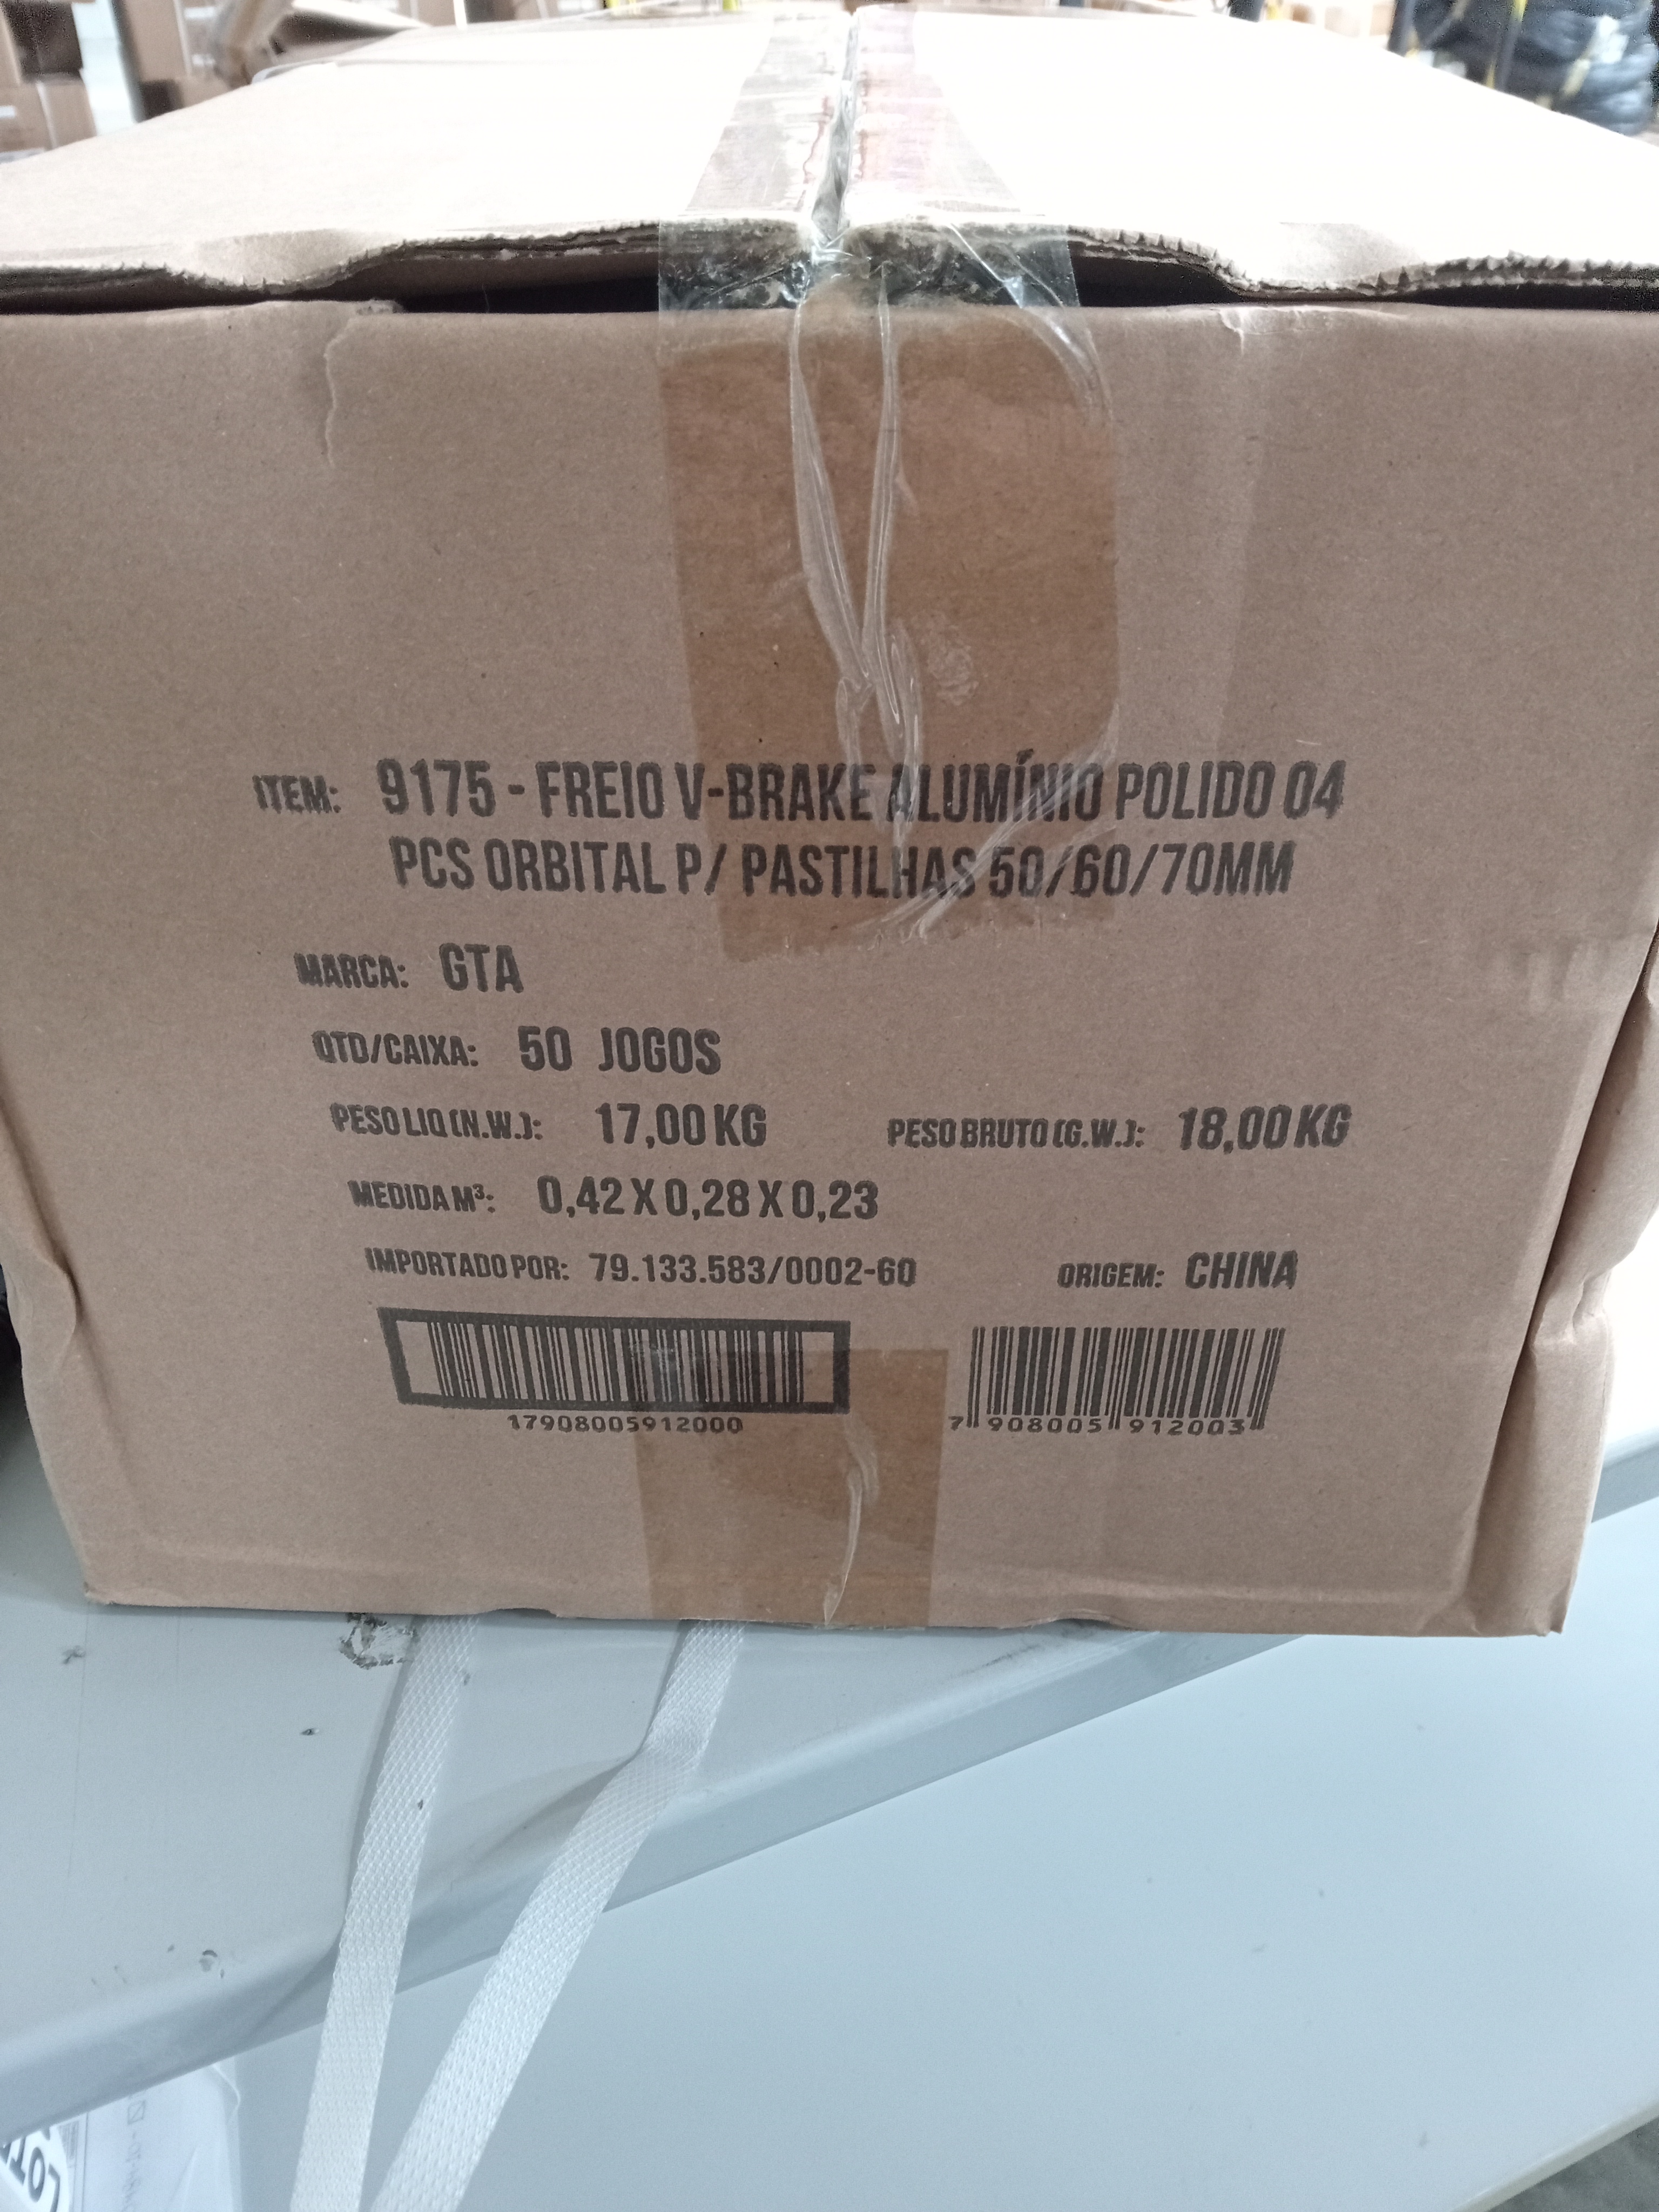 ITEM: 9175 - FREIO V-BRAKE ALUMÍNIO POLIDO 04
PCS ORBITAL P/ PASTILHAS 50/60/70MM
MARCA: GTA
QTD/CAIXA: 50 JOGOS
PESO LIQ (N.W.): 17,00 KG PESO BRUTO (G.W.): 18,00 KG
MEDIDA M³: 0,42 X 0,28 X 0,23
IMPORTADO POR: 79.133.583/0002-60 ORIGEM: CHINA
17908005912000 7 908005 912003